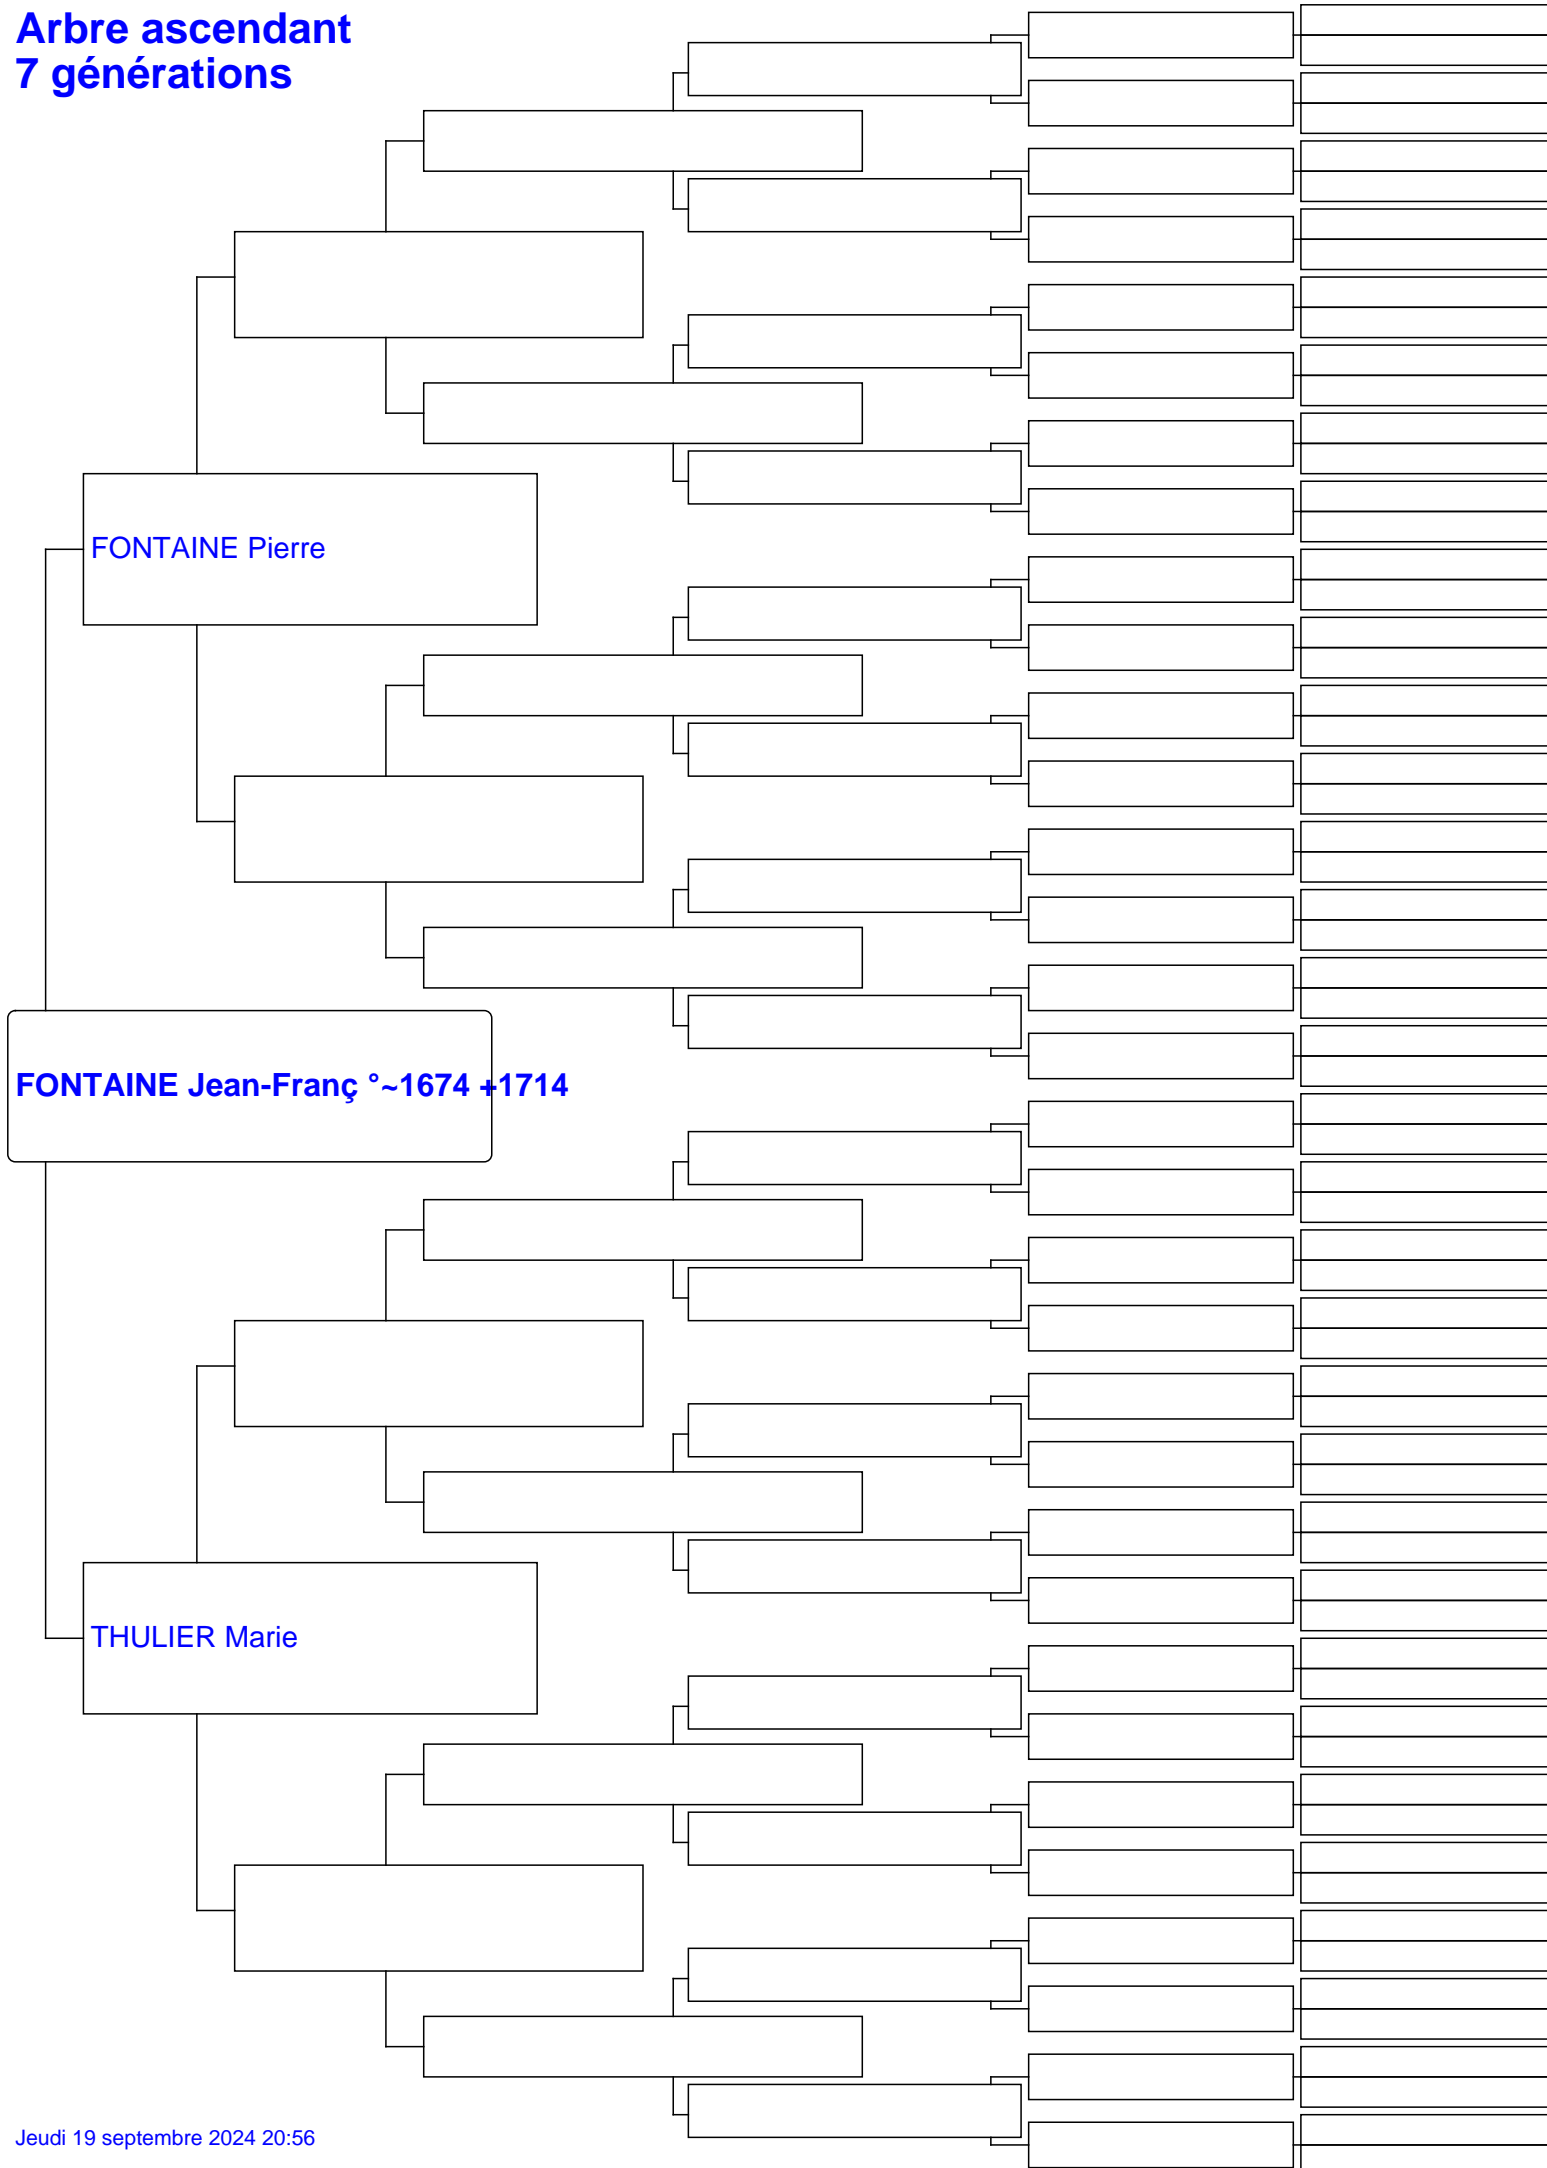 Arbre ascendant
7 générations
FONTAINE Pierre
FONTAINE Jean-Franç °~1674 +1714
THULIER Marie
Jeudi 19 septembre 2024 20:56